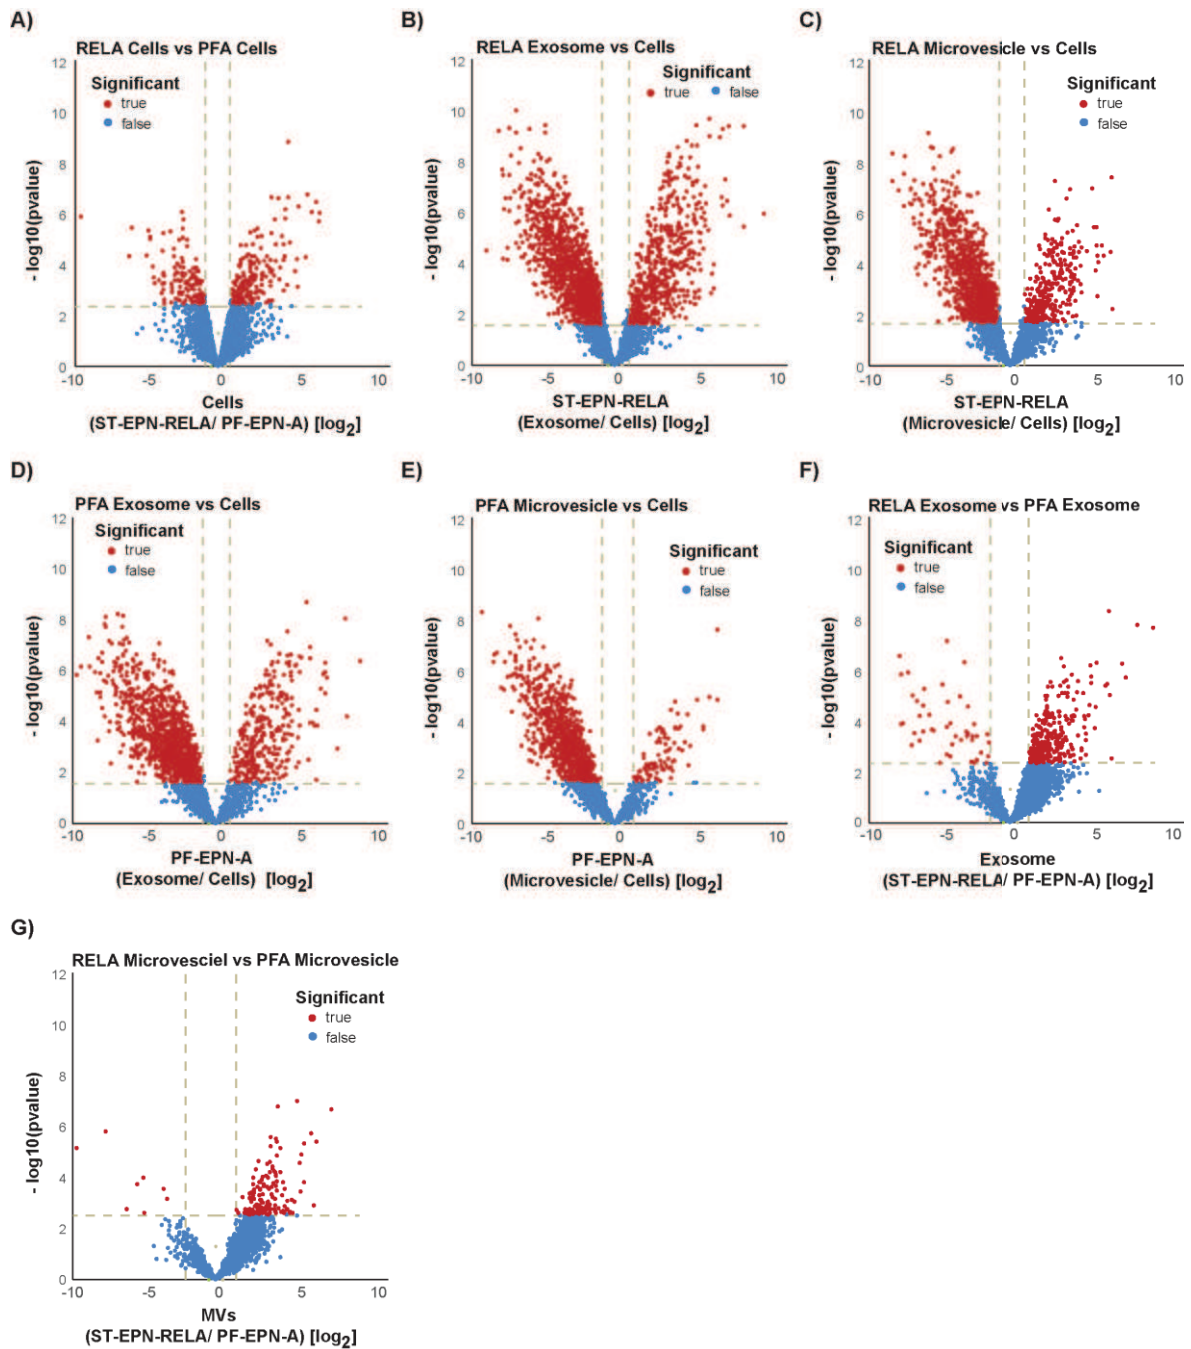 A)
RELA Cells vs PFA Cells
Significant
true
false
12
10
8
6
4
2
0
- log10(pvalue)
-10 -5 0 5 10
Cells
(ST-EPN-RELA/ PF-EPN-A) [log2]
B)
RELA Exosome vs Cells
Significant
true false
12
10
8
6
4
2
0
- log10(pvalue)
-10 -5 0 5 10
ST-EPN-RELA
(Exosome/ Cells) [log2]
C)
RELA Microvesicle vs Cells
Significant
true
false
12
10
8
6
4
2
0
- log10(pvalue)
-10 -5 0 5 10
ST-EPN-RELA
(Microvesicle/ Cells) [log2]
D)
PFA Exosome vs Cells
Significant
true
false
12
10
8
6
4
2
0
- log10(pvalue)
-10 -5 0 5 10
PF-EPN-A
(Exosome/ Cells) [log2]
E)
PFA Microvesicle vs Cells
Significant
true
false
12
10
8
6
4
2
0
- log10(pvalue)
-10 -5 0 5 10
PF-EPN-A
(Microvesicle/ Cells) [log2]
F)
RELA Exosome vs PFA Exosome
Significant
true
false
12
10
8
6
4
2
0
- log10(pvalue)
-10 -5 0 5 10
Exosome
(ST-EPN-RELA/ PF-EPN-A) [log2]
G)
RELA Microvesciel vs PFA Microvesicle
Significant
true
false
12
10
8
6
4
2
0
- log10(pvalue)
-10 -5 0 5 10
MVs
(ST-EPN-RELA/ PF-EPN-A) [log2]